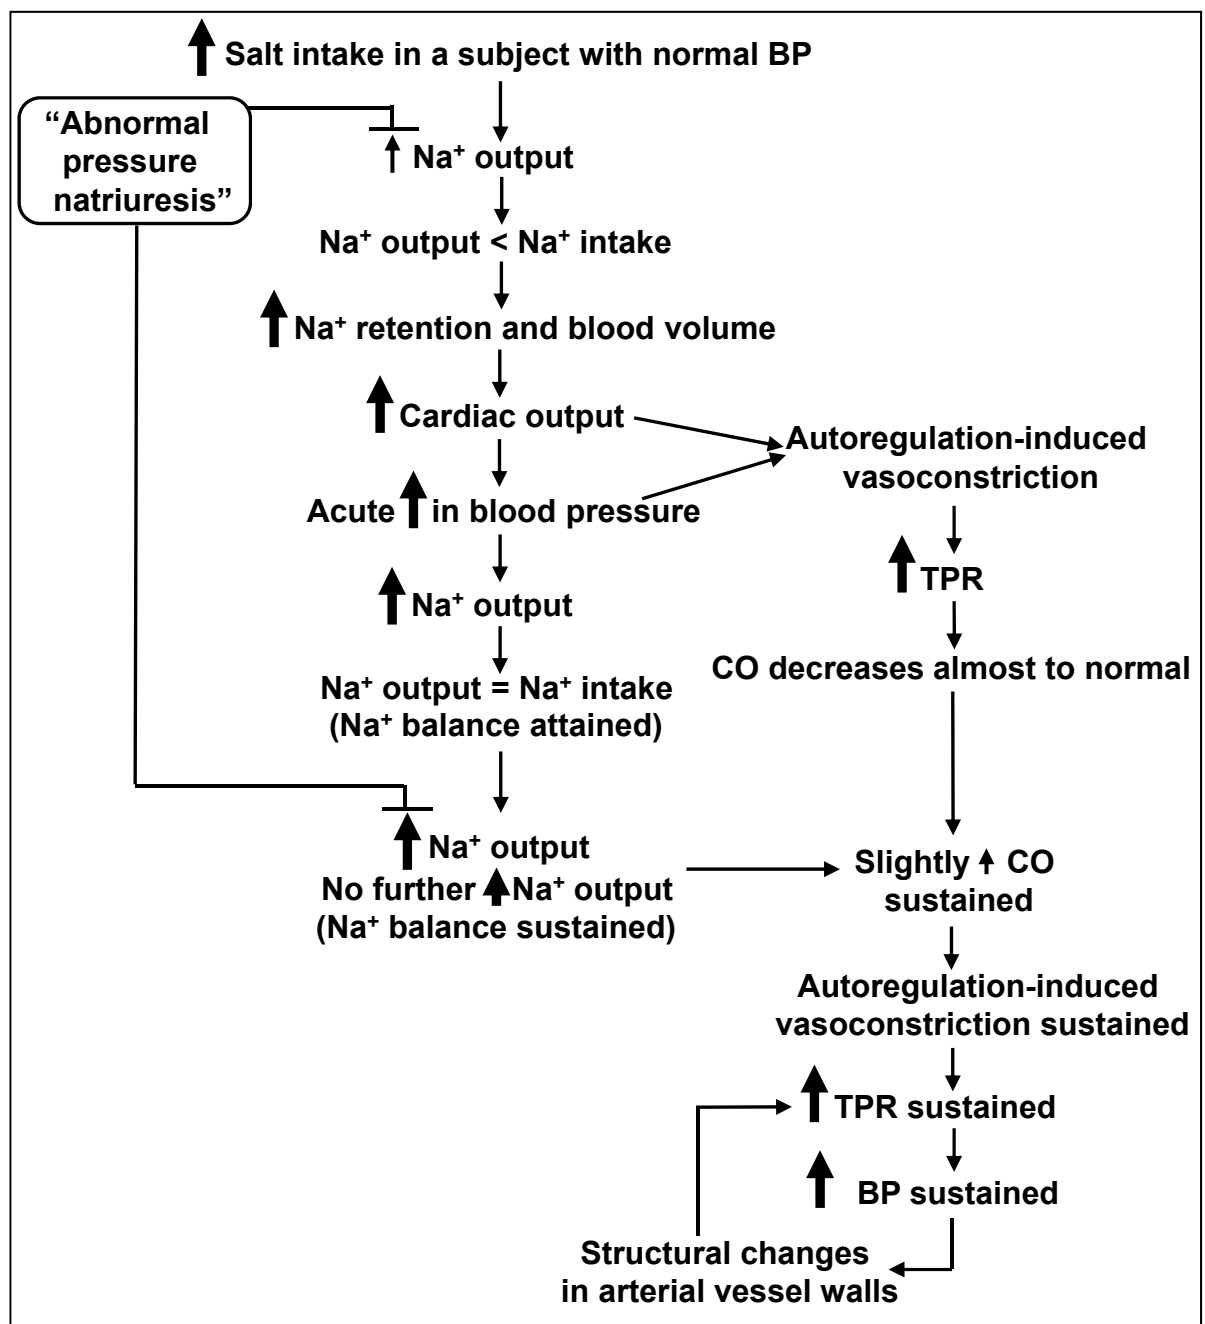 Salt intake in a subject with normal BP
“Abnormal
pressure
natriuresis”
Na⁺ output
Na⁺ output < Na⁺ intake
Na⁺ retention and blood volume
Cardiac output
Autoregulation-induced
vasoconstriction
Acute in blood pressure
TPR
Na⁺ output
CO decreases almost to normal
Na⁺ output = Na⁺ intake
(Na⁺ balance attained)
Na⁺ output
No further Na⁺ output
(Na⁺ balance sustained)
Slightly CO
sustained
Autoregulation-induced
vasoconstriction sustained
TPR sustained
BP sustained
Structural changes
in arterial vessel walls